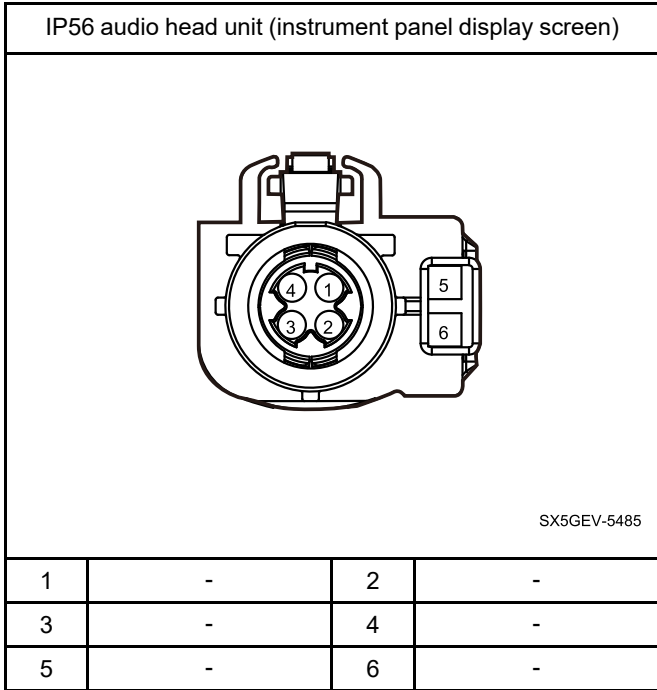 IP56 audio head unit (instrument panel display screen)
4 1
5
3 2
6
SX5GEV-5485
1 - 2 -
3 - 4 -
5 - 6 -